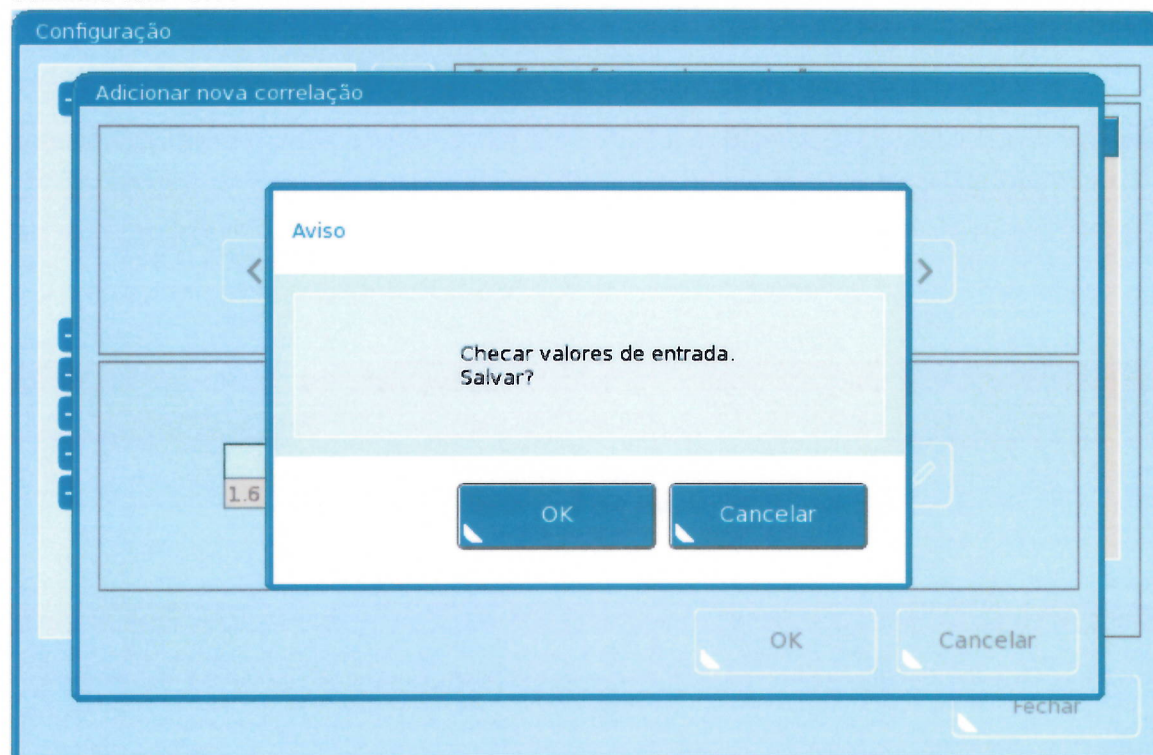 Configuração
Adicionar nova correlação
Aviso
Checar valores de entrada.
Salvar?
1.6
OK
Cancelar
OK
Cancelar
Fechar